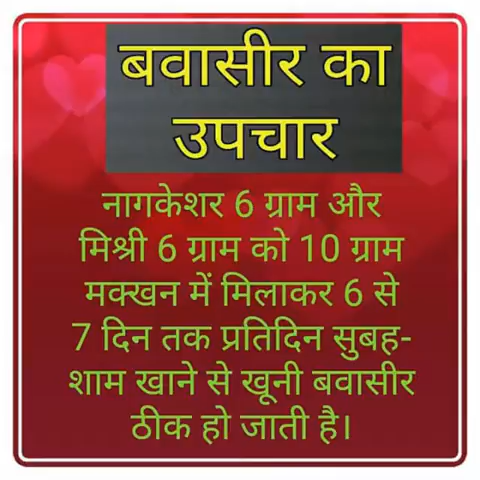 बवासीर का
उपचार
नागकेशर 6 ग्राम और
मिश्री 6 ग्राम को 10 ग्राम
मक्खन में मिलाकर 6 से
7 दिन तक प्रतिदिन सुबह-
शाम खाने से खूनी बवासीर
ठीक हो जाती है।